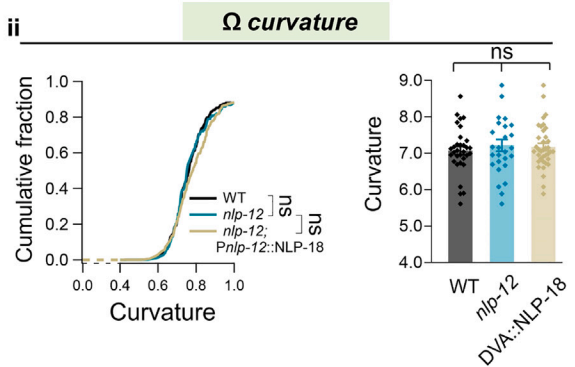 ii
Ω curvature
1.0
0.8
0.6
0.4
0.2
0.0
Cumulative fraction
0.0 0.4 0.6 0.8 1.0
Curvature
WT
nlp-12
nlp-12;
Pnlp-12::NLP-18
ns
ns
ns
9.0
8.0
7.0
6.0
5.0
4.0
Curvature
WT
nlp-12
DVA::NLP-18